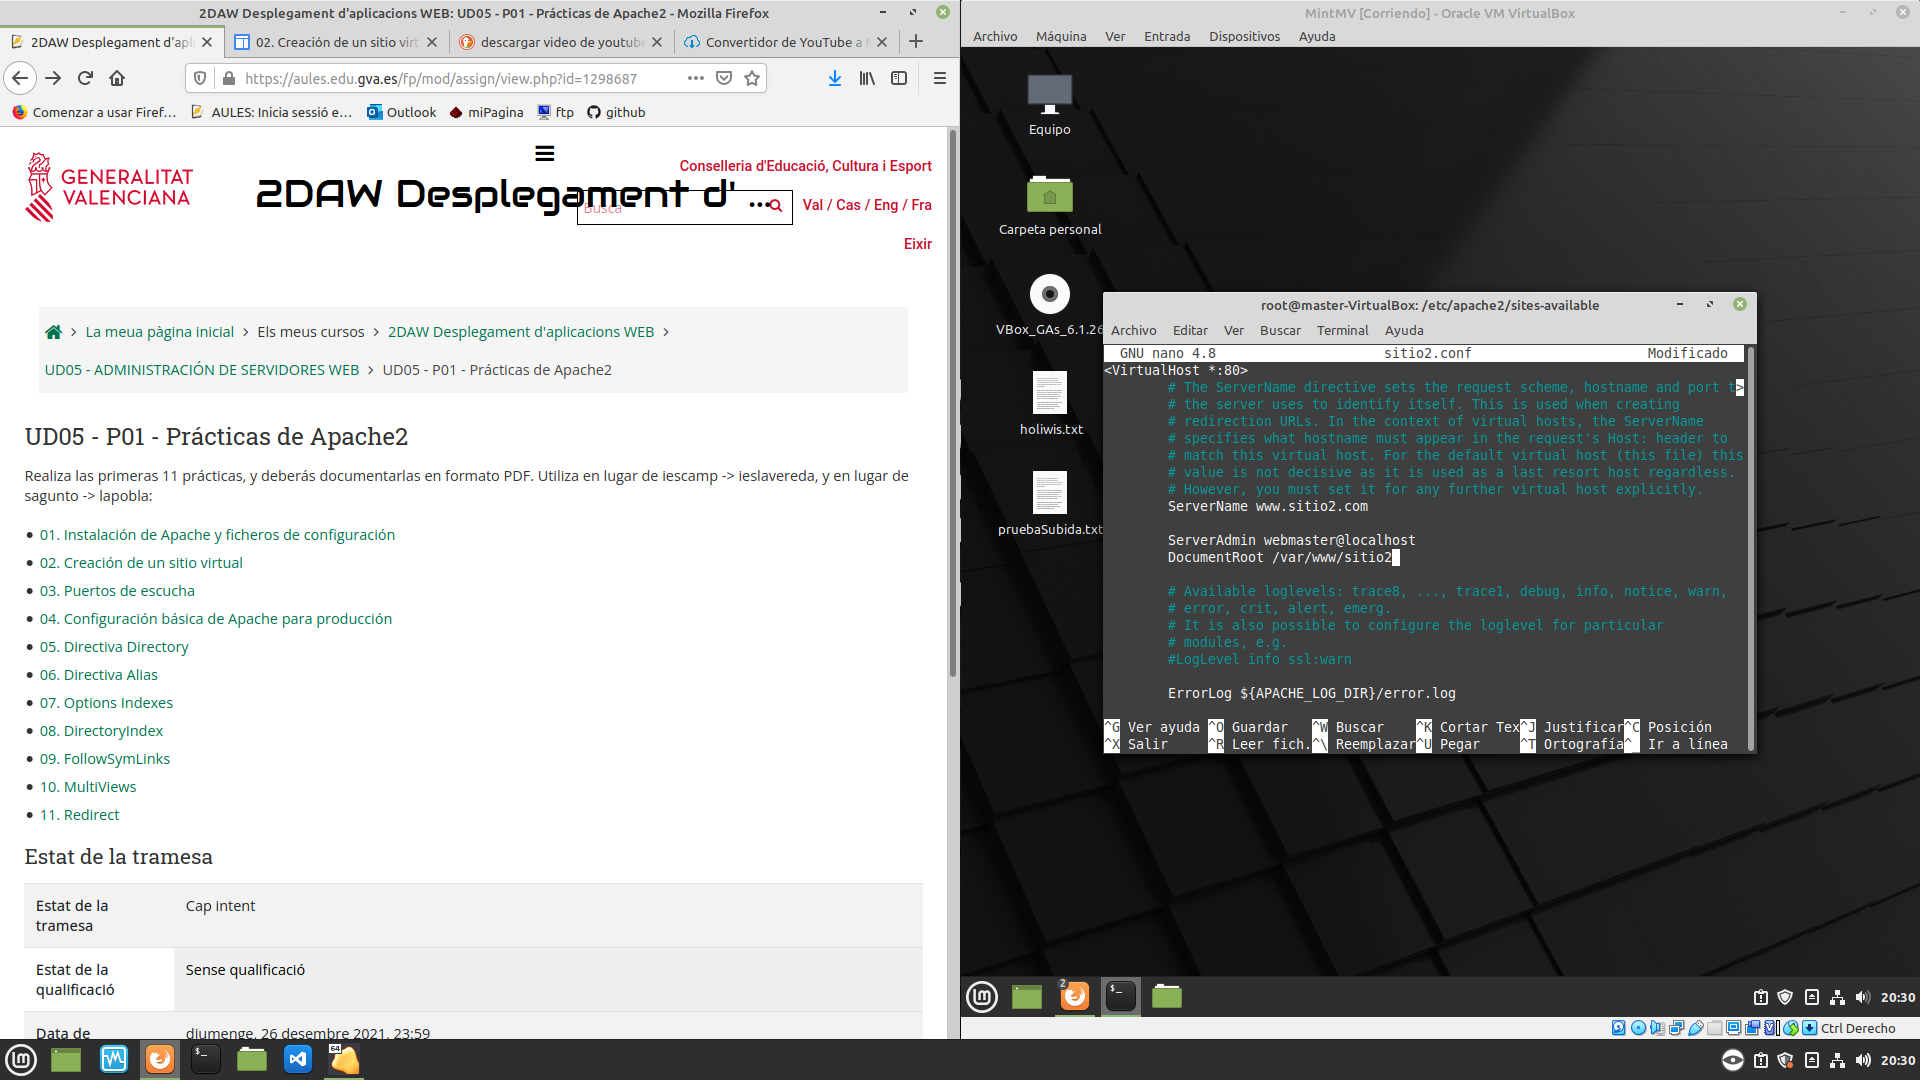 2DAW Desplegament d'aplicacions WEB: UD05 - P01 - Prácticas de Apache2 - Mozilla Firefox
2DAW Desplegament d'apl
02. Creación de un sitio virt
descargar video de youtube
Convertidor de YouTube a
https://aules.edu.gva.es/fp/mod/assign/view.php?id=1298687
Comenzar a usar Firef…
AULES: Inicia sessió e…
Outlook
miPagina
ftp
github
GENERALITAT
VALENCIANA
2DAW Desplegament d' ...
Conselleria d'Educació, Cultura i Esport
Busca
Val / Cas / Eng / Fra
Eixir
La meua pàgina inicial > Els meus cursos > 2DAW Desplegament d'aplicacions WEB >
UD05 - ADMINISTRACIÓN DE SERVIDORES WEB > UD05 - P01 - Prácticas de Apache2
UD05 - P01 - Prácticas de Apache2
Realiza las primeras 11 prácticas, y deberás documentarlas en formato PDF. Utiliza en lugar de iescamp -> ieslavereda, y en lugar de
sagunto -> lapobla:
01. Instalación de Apache y ficheros de configuración
02. Creación de un sitio virtual
03. Puertos de escucha
04. Configuración básica de Apache para producción
05. Directiva Directory
06. Directiva Alias
07. Options Indexes
08. DirectoryIndex
09. FollowSymLinks
10. MultiViews
11. Redirect
Estat de la tramesa
Estat de la
tramesa
Cap intent
Estat de la
qualificació
Sense qualificació
Data de
diumenge, 26 desembre 2021, 23:59
64
20:30
MintMV [Corriendo] - Oracle VM VirtualBox
Archivo Máquina Ver Entrada Dispositivos Ayuda
Equipo
Carpeta personal
VBox_GAs_6.1.26
holiwis.txt
pruebaSubida.txt
root@master-VirtualBox: /etc/apache2/sites-available
Archivo Editar Ver Buscar Terminal Ayuda
GNU nano 4.8 sitio2.conf Modificado
<VirtualHost *:80>
# The ServerName directive sets the request scheme, hostname and port t>
# the server uses to identify itself. This is used when creating
# redirection URLs. In the context of virtual hosts, the ServerName
# specifies what hostname must appear in the request's Host: header to
# match this virtual host. For the default virtual host (this file) this
# value is not decisive as it is used as a last resort host regardless.
# However, you must set it for any further virtual host explicitly.
ServerName www.sitio2.com
ServerAdmin webmaster@localhost
DocumentRoot /var/www/sitio2
# Available loglevels: trace8, ..., trace1, debug, info, notice, warn,
# error, crit, alert, emerg.
# It is also possible to configure the loglevel for particular
# modules, e.g.
#LogLevel info ssl:warn
ErrorLog ${APACHE_LOG_DIR}/error.log
^G Ver ayuda ^O Guardar ^W Buscar ^K Cortar Tex ^J Justificar ^C Posición
^X Salir ^R Leer fich. ^\ Reemplazar ^U Pegar ^T Ortografía ^_ Ir a línea
2
20:30
Ctrl Derecho